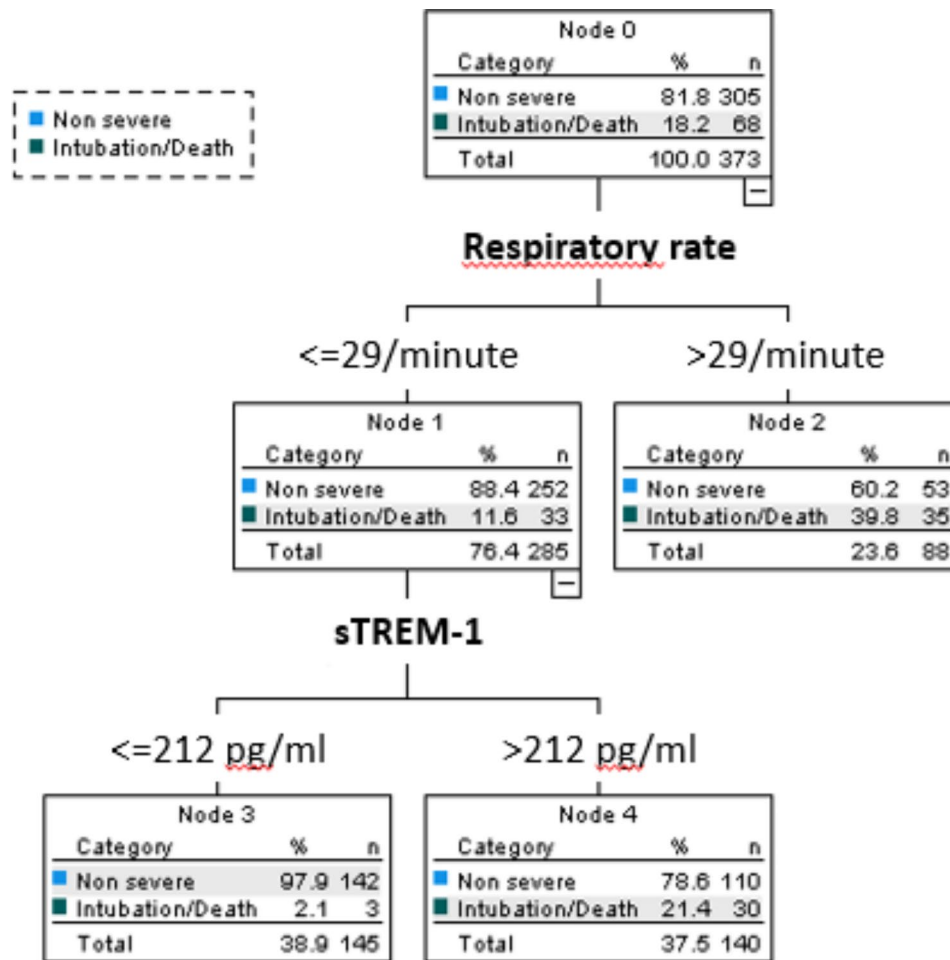 Node 0
Category % n
Non severe 81.8 305
Intubation/Death 18.2 68
Total 100.0 373
Non severe
Intubation/Death
Respiratory rate
<=29/minute >29/minute
Node 1
Category % n
Non severe 88.4 252
Intubation/Death 11.6 33
Total 76.4 285
Node 2
Category % n
Non severe 60.2 53
Intubation/Death 39.8 35
Total 23.6 88
sTREM-1
<=212 pg/ml >212 pg/ml
Node 3
Category % n
Non severe 97.9 142
Intubation/Death 2.1 3
Total 38.9 145
Node 4
Category % n
Non severe 78.6 110
Intubation/Death 21.4 30
Total 37.5 140